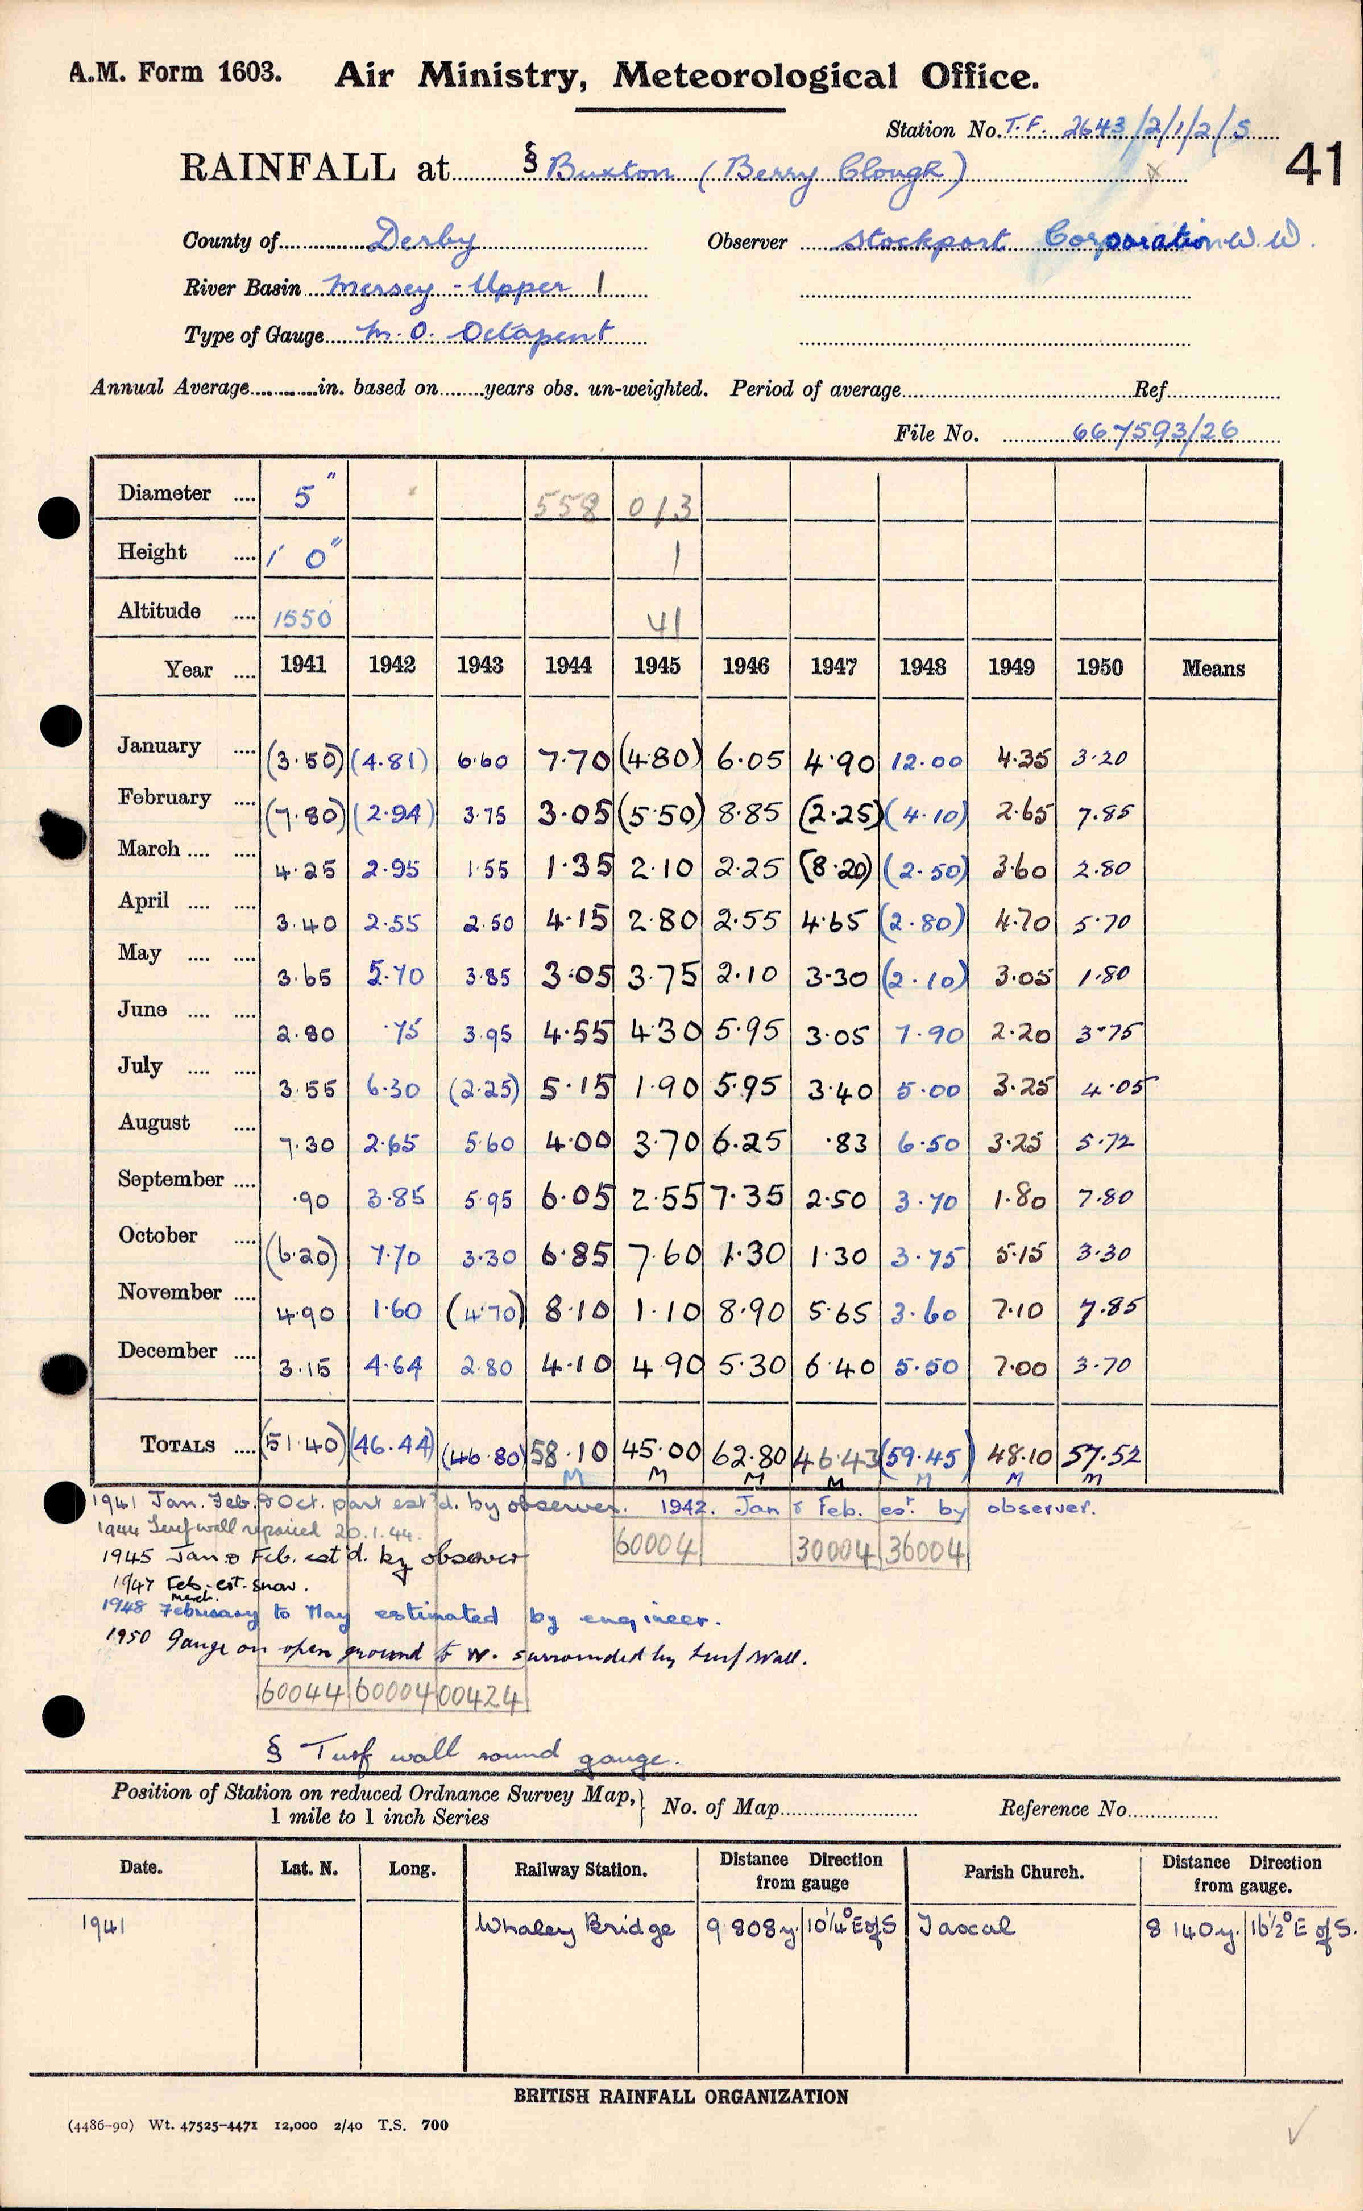 A.M. Form 1603. Air Ministry, Meteorological Office.
Station No. T.F. 2643/2/1/2/S
RAINFALL at § Buxton (Berry Clough) 41
County of Derby Observer Stockport Corporation W.W.
River Basin Mersey - Upper 1
Type of Gauge M.O. Octapent
Annual Average in. based on years obs. un-weighted. Period of average Ref.
File No. 667593/26
Diameter .... 5" 558 013
Height .... 1' 0" 1
Altitude .... 1550 41
Year .... 1941 1942 1943 1944 1945 1946 1947 1948 1949 1950 Means
January .... (3.50) (4.81) 6.60 7.70 (4.80) 6.05 4.90 12.00 4.35 3.20
February .... (7.80) (2.94) 3.75 3.05 (5.50) 8.85 (2.25) (4.10) 2.65 7.85
March .... .... 4.25 2.95 1.55 1.35 2.10 2.25 (8.20) (2.50) 3.60 2.80
April .... .... 3.40 2.55 2.50 4.15 2.80 2.55 4.65 (2.80) 4.70 5.70
May .... .... 3.65 5.70 3.85 3.05 3.75 2.10 3.30 (2.10) 3.05 1.80
June .... .... 2.80 .75 3.95 4.55 4.30 5.95 3.05 7.90 2.20 3.75
July .... .... 3.55 6.30 (2.25) 5.15 1.90 5.95 3.40 5.00 3.25 4.05
August .... 7.30 2.65 5.60 4.00 3.70 6.25 .83 6.50 3.25 5.72
September .... .90 3.85 5.95 6.05 2.55 7.35 2.50 3.70 1.80 7.80
October .... (6.20) 7.70 3.30 6.85 7.60 1.30 1.30 3.75 5.15 3.30
November .... 4.90 1.60 (4.70) 8.10 1.10 8.90 5.65 3.60 7.10 7.85
December .... 3.15 4.64 2.80 4.10 4.90 5.30 6.40 5.50 7.00 3.70
TOTALS .... (51.40) (46.44) (46.80) 58.10 45.00 62.80 46.43 (59.45) 48.10 57.52
M M M M M M M
1941 Jan. Feb. & Oct. part est'd. by observer. 1942. Jan & Feb. est. by observer.
1944 Turf wall repaired 20.1.44.
60004 30004 36004
1945 Jan & Feb. est'd. by observer
1947 Feb. est. snow.
March
1948 February to May estimated by engineer.
1950 Gauge on open ground to W. surrounded by turf wall.
60044 60004 00424
§ Turf wall round gauge.
Position of Station on reduced Ordnance Survey Map, 1 mile to 1 inch Series } No. of Map Reference No.
Date. Lat. N. Long. Railway Station. Distance Direction from gauge Parish Church. Distance Direction from gauge.
1941 Whaley Bridge 9 808y. 10¼° E of S Taxal 8 140y. 16½° E of S.
BRITISH RAINFALL ORGANIZATION
(4486-90) Wt. 47525-4471 12,000 2/40 T.S. 700